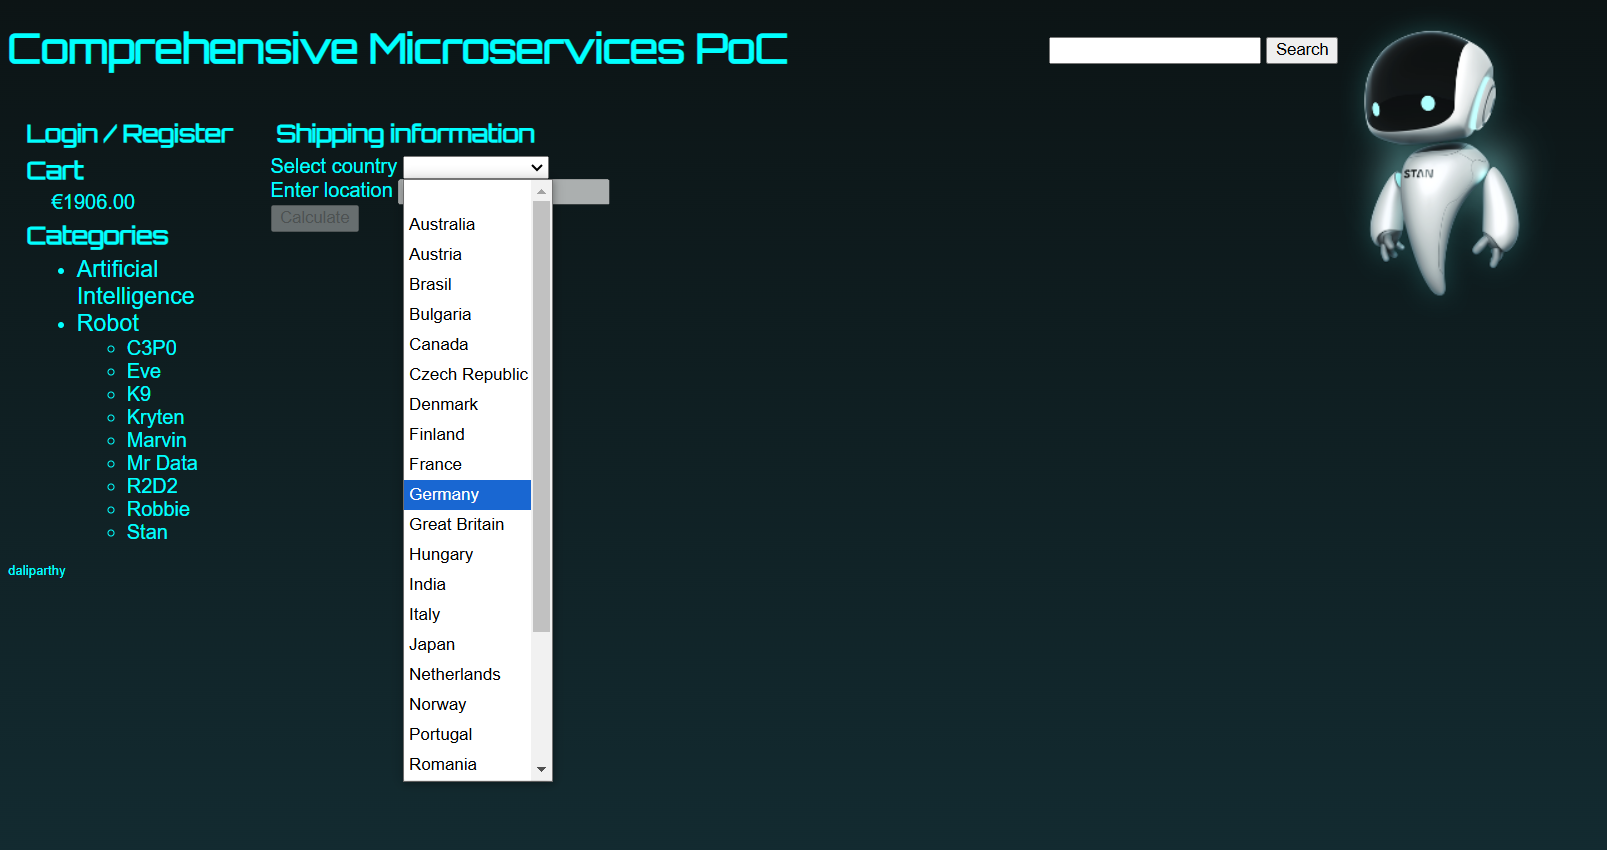 Comprehensive Microservices PoC
Search
STAN
Login / Register
Cart
€1906.00
Categories
Artificial
Intelligence
Robot
C3P0
Eve
K9
Kryten
Marvin
Mr Data
R2D2
Robbie
Stan
daliparthy
Shipping information
Select country
Enter location
Calculate
Australia
Austria
Brasil
Bulgaria
Canada
Czech Republic
Denmark
Finland
France
Germany
Great Britain
Hungary
India
Italy
Japan
Netherlands
Norway
Portugal
Romania